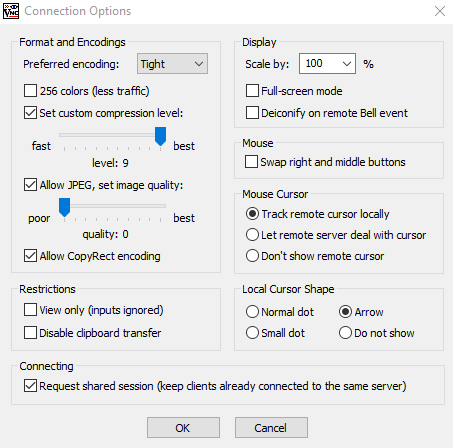 VNC Connection Options
Format and Encodings
Preferred encoding: Tight
256 colors (less traffic)
Set custom compression level:
fast best
level: 9
Allow JPEG, set image quality:
poor best
quality: 0
Allow CopyRect encoding
Restrictions
View only (inputs ignored)
Disable clipboard transfer
Display
Scale by: 100 %
Full-screen mode
Deiconify on remote Bell event
Mouse
Swap right and middle buttons
Mouse Cursor
Track remote cursor locally
Let remote server deal with cursor
Don't show remote cursor
Local Cursor Shape
Normal dot Arrow
Small dot Do not show
Connecting
Request shared session (keep clients already connected to the same server)
OK Cancel